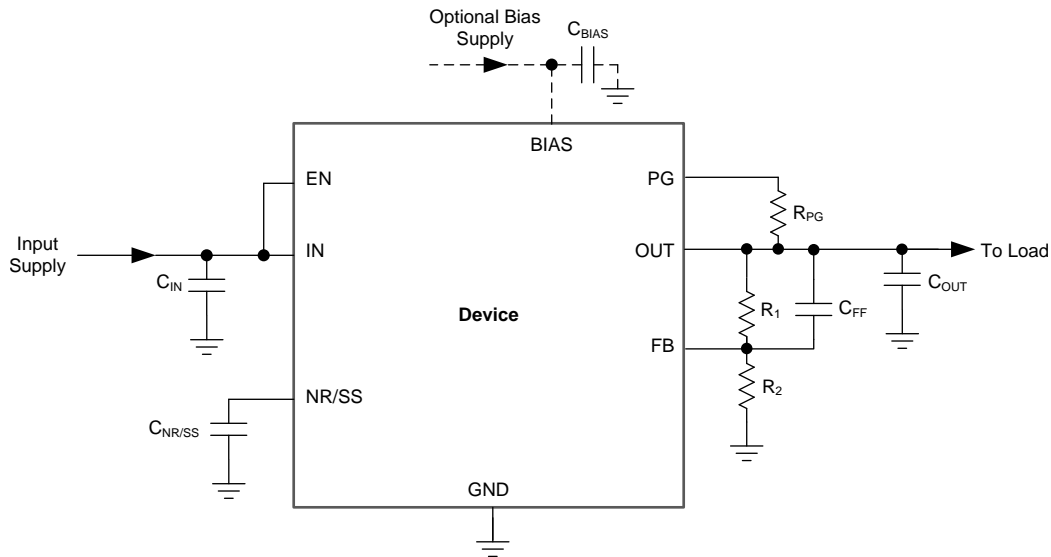 Optional Bias
Supply
C_BIAS
BIAS
EN
PG
R_PG
Input
Supply
IN
OUT
To Load
C_IN
C_OUT
Device
R_1
C_FF
FB
R_2
NR/SS
C_NR/SS
GND